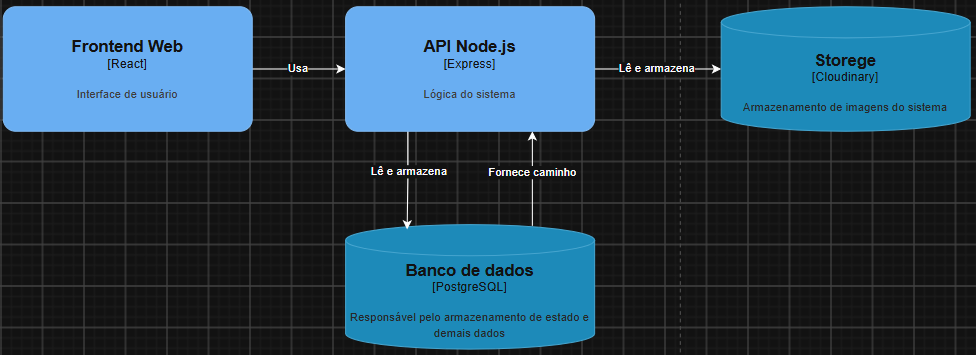 Frontend Web
[React]
Interface de usuário
Usa
API Node.js
[Express]
Lógica do sistema
Lê e armazena
Storege
[Cloudinary]
Armazenamento de imagens do sistema
Lê e armazena
Fornece caminho
Banco de dados
[PostgreSQL]
Responsável pelo armazenamento de estado e
demais dados